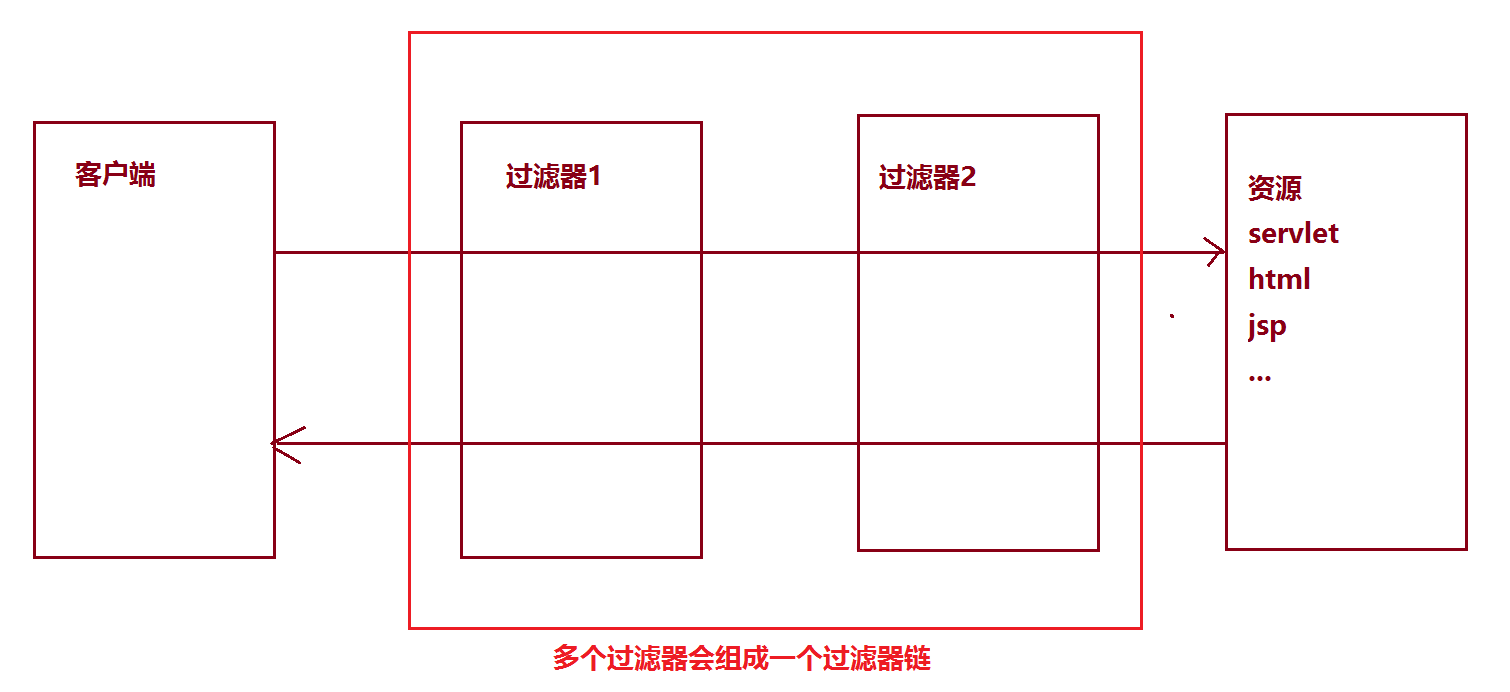 客户端
过滤器1
过滤器2
资源
servlet
html
jsp
...
多个过滤器会组成一个过滤器链